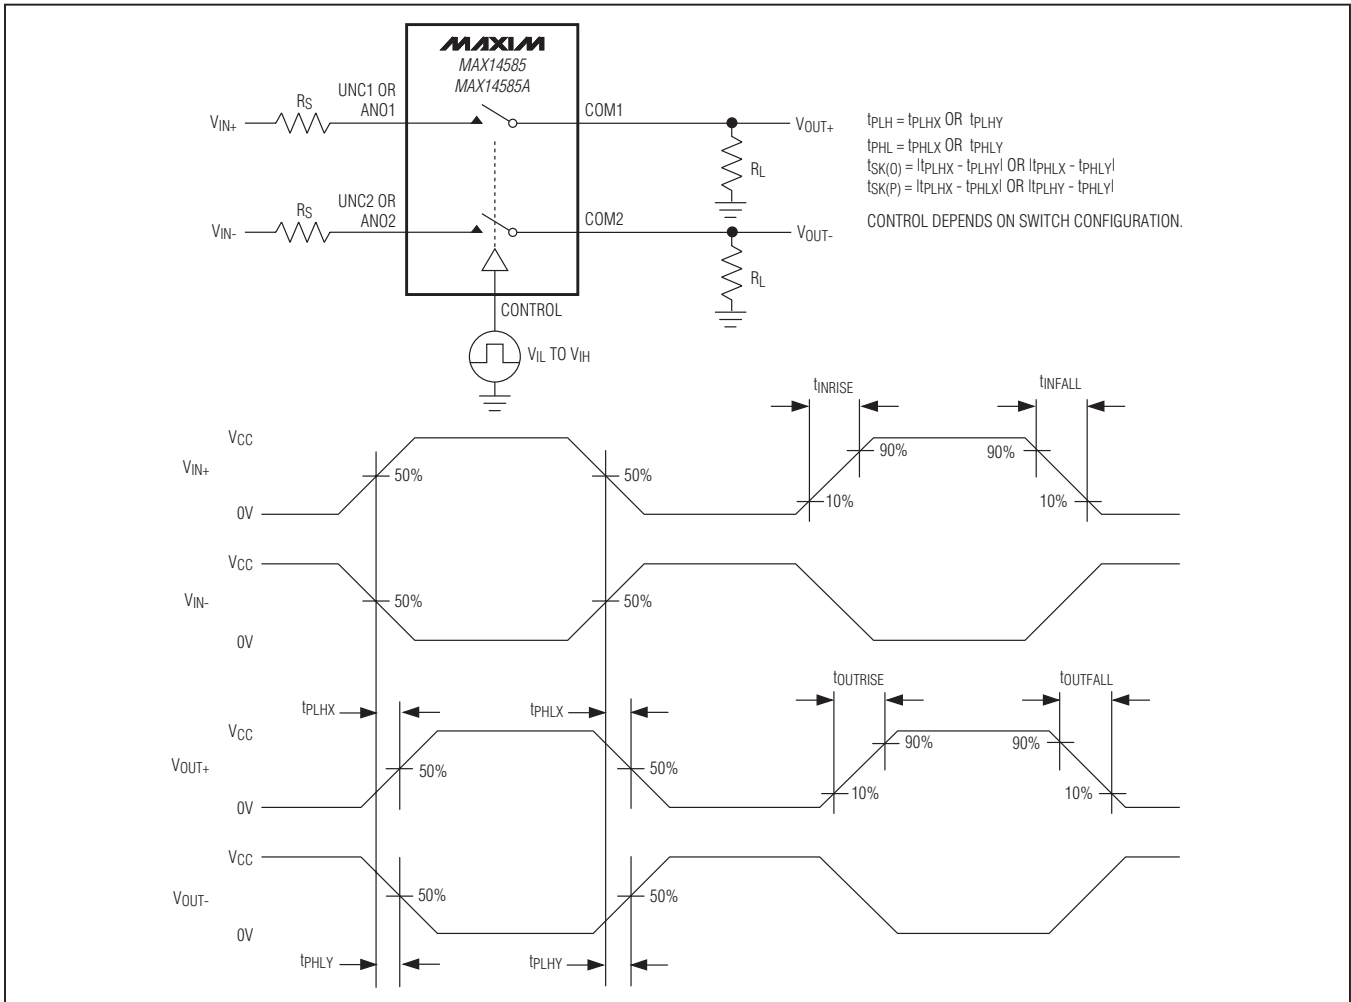 MAXIM
MAX14585
MAX14585A
UNC1 OR
ANO1
RS
VIN+
COM1
VOUT+
RL
UNC2 OR
ANO2
RS
VIN-
COM2
VOUT-
RL
CONTROL
VIL TO VIH
tPLH = tPLHX OR tPLHY
tPHL = tPHLX OR tPHLY
tSK(O) = |tPLHX - tPLHY| OR |tPHLX - tPHLY|
tSK(P) = |tPLHX - tPHLX| OR |tPLHY - tPHLY|
CONTROL DEPENDS ON SWITCH CONFIGURATION.
tINRISE
tINFALL
VCC
VIN+
0V
50%
50%
90%
10%
90%
10%
VCC
VIN-
0V
50%
50%
tOUTRISE
tOUTFALL
tPLHX
tPHLX
VCC
VOUT+
0V
50%
50%
90%
10%
90%
10%
VCC
VOUT-
0V
50%
50%
tPHLY
tPLHY